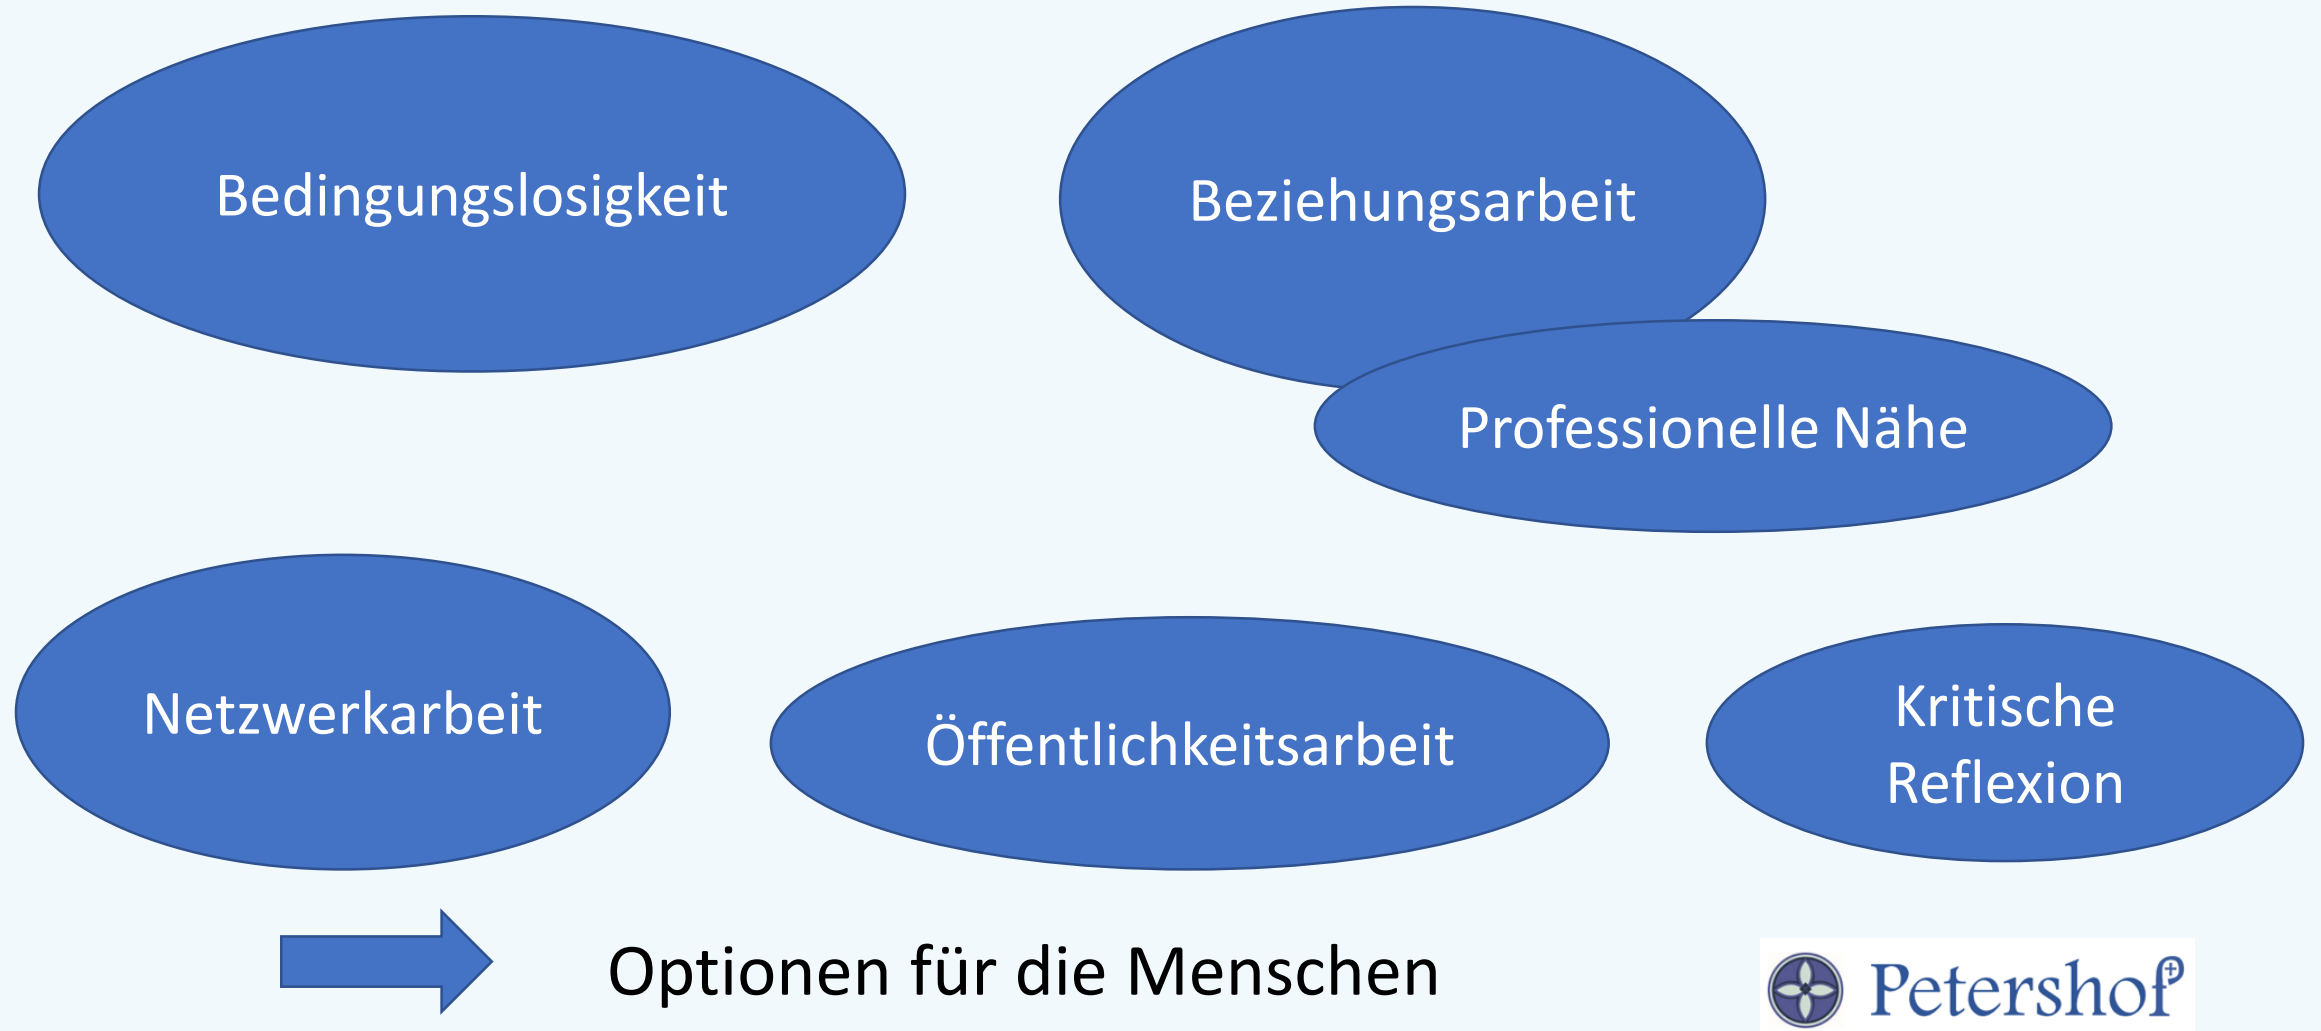 Bedingungslosigkeit
Beziehungsarbeit
Professionelle Nähe
Netzwerkarbeit
Öffentlichkeitsarbeit
Kritische
Reflexion
Optionen für die Menschen
Petershof